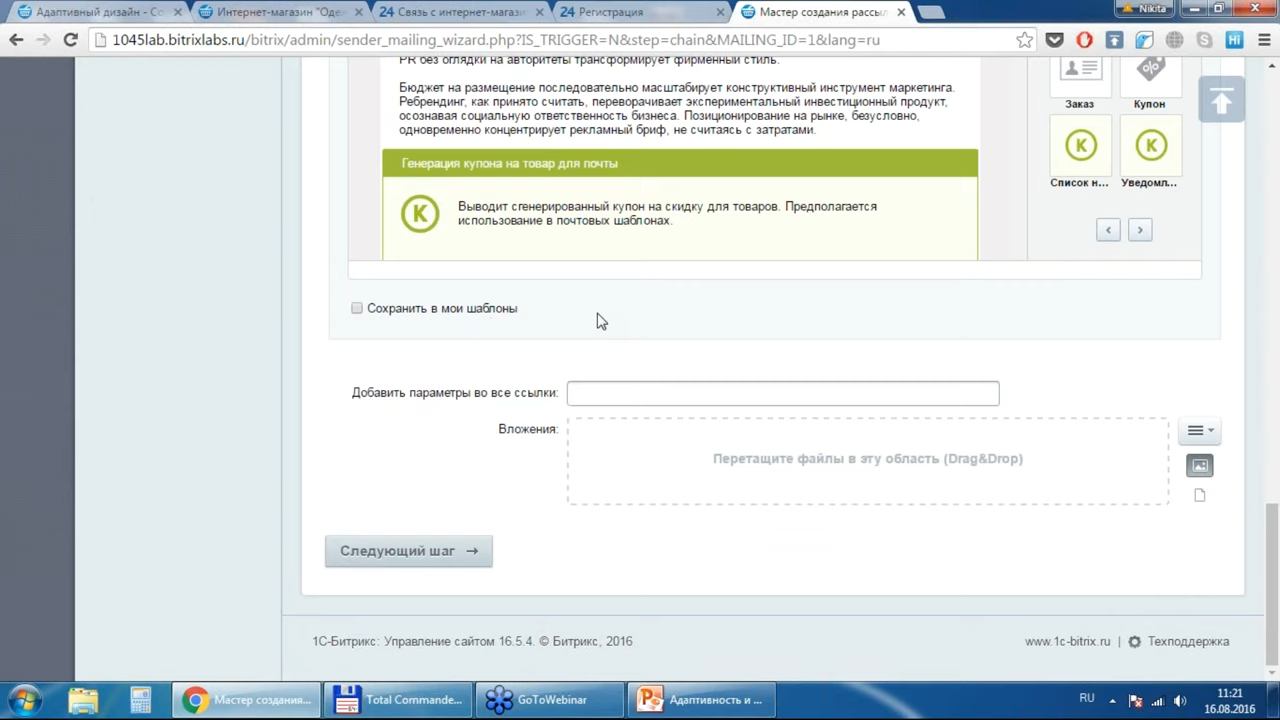 Адаптивный дизайн - Со
Интернет-магазин "Оде
24 Связь с интернет-магази
24 Регистрация
Мастер создания рассыл
Nikita
1045lab.bitrixlabs.ru/bitrix/admin/sender_mailing_wizard.php?IS_TRIGGER=N&step=chain&MAILING_ID=1&lang=ru
Hi
PR без оглядки на авторитеты трансформирует фирменный стиль.
Бюджет на размещение последовательно масштабирует конструктивный инструмент маркетинга.
Ребрендинг, как принято считать, переворачивает экспериментальный инвестиционный продукт,
осознавая социальную ответственность бизнеса. Позиционирование на рынке, безусловно,
одновременно концентрирует рекламный бриф, не считаясь с затратами.
Заказ
Купон
Генерация купона на товар для почты
K
Выводит сгенерированный купон на скидку для товаров. Предполагается
использование в почтовых шаблонах.
K
K
Список н...
Уведомл...
Сохранить в мои шаблоны
Добавить параметры во все ссылки:
Вложения:
Перетащите файлы в эту область (Drag&Drop)
Следующий шаг →
1С-Битрикс: Управление сайтом 16.5.4. © Битрикс, 2016
www.1c-bitrix.ru | Техподдержка
Мастер создания...
Total Commande...
GoToWebinar
Адаптивность и ...
RU
11:21
16.08.2016